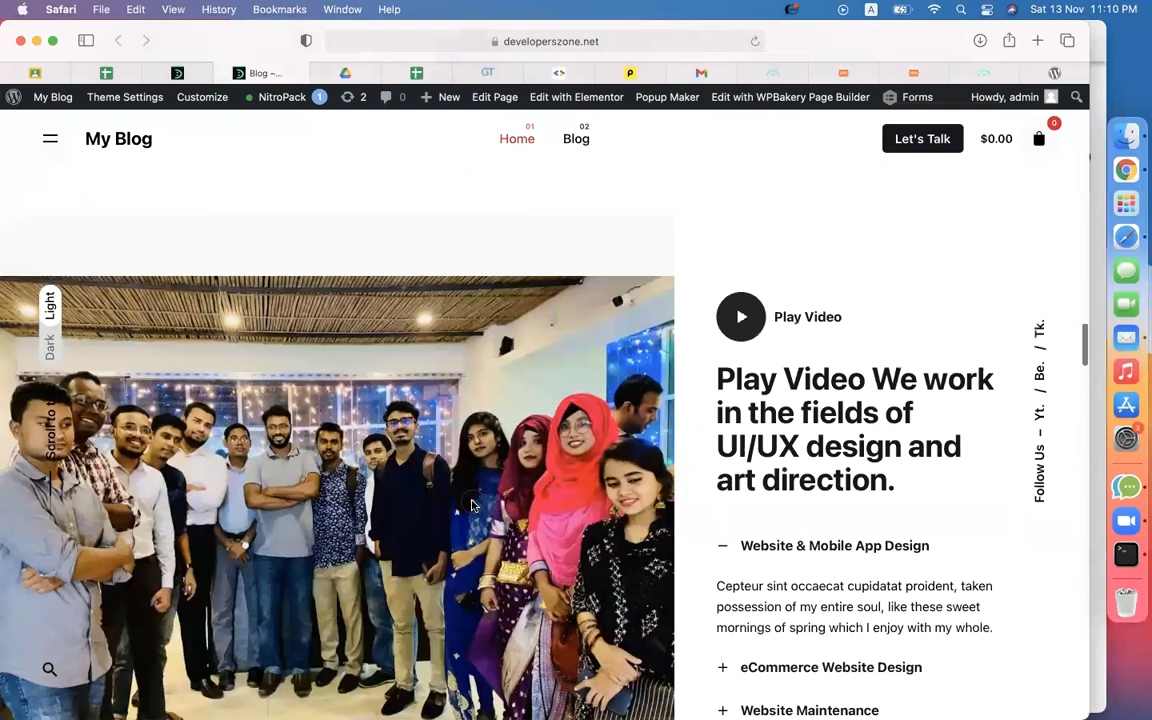 Safari File Edit View History Bookmarks Window Help A Sat 13 Nov 11:10 PM
developerszone.net
Blog –... GT
My Blog Theme Settings Customize NitroPack 1 2 0 New Edit Page Edit with Elementor Popup Maker Edit with WPBakery Page Builder Forms Howdy, admin
My Blog
01
Home
02
Blog
Let's Talk $0.00 0
Light
Dark
Scroll to t
Play Video
Play Video We work
in the fields of
UI/UX design and
art direction.
Follow Us – Yt. / Be. / Tk.
– Website & Mobile App Design
Cepteur sint occaecat cupidatat proident, taken
possession of my entire soul, like these sweet
mornings of spring which I enjoy with my whole.
+ eCommerce Website Design
+ Website Maintenance